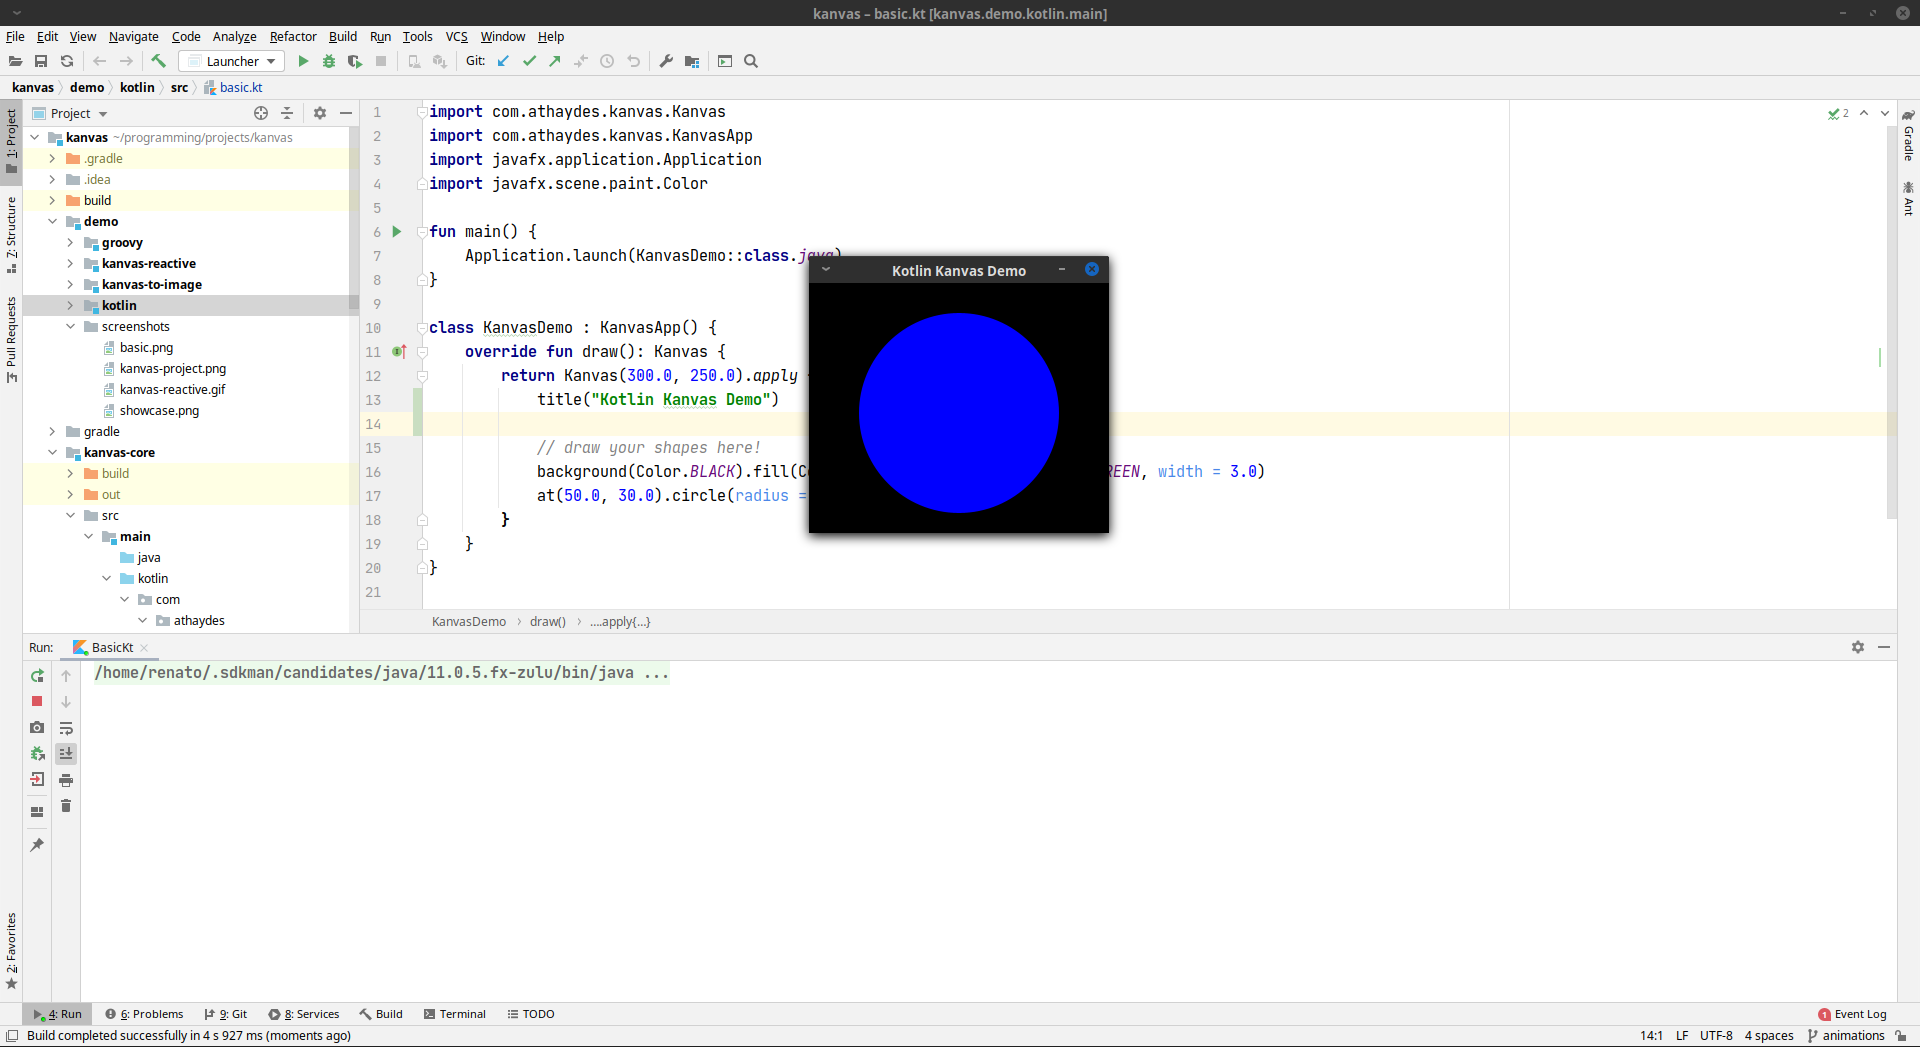 kanvas – basic.kt [kanvas.demo.kotlin.main]
File Edit View Navigate Code Analyze Refactor Build Run Tools VCS Window Help
Launcher Git:
kanvas demo kotlin src basic.kt
1: Project
7: Structure
Pull Requests
2: Favorites
Project
kanvas ~/programming/projects/kanvas
.gradle
.idea
build
demo
groovy
kanvas-reactive
kanvas-to-image
kotlin
screenshots
basic.png
kanvas-project.png
kanvas-reactive.gif
showcase.png
gradle
kanvas-core
build
out
src
main
java
kotlin
com
athaydes
1 import com.athaydes.kanvas.Kanvas
2 import com.athaydes.kanvas.KanvasApp
3 import javafx.application.Application
4 import javafx.scene.paint.Color
5
6 fun main() {
7 Application.launch(KanvasDemo::class.java)
8 }
9
10 class KanvasDemo : KanvasApp() {
11 override fun draw(): Kanvas {
12 return Kanvas(300.0, 250.0).apply
13 title("Kotlin Kanvas Demo")
14
15 // draw your shapes here!
16 background(Color.BLACK).fill(C REEN, width = 3.0)
17 at(50.0, 30.0).circle(radius =
18 }
19 }
20 }
21
2
Gradle
Ant
Kotlin Kanvas Demo
KanvasDemo draw() ....apply{...}
Run: BasicKt
/home/renato/.sdkman/candidates/java/11.0.5.fx-zulu/bin/java ...
4: Run 6: Problems 9: Git 8: Services Build Terminal TODO 1 Event Log
Build completed successfully in 4 s 927 ms (moments ago) 14:1 LF UTF-8 4 spaces animations